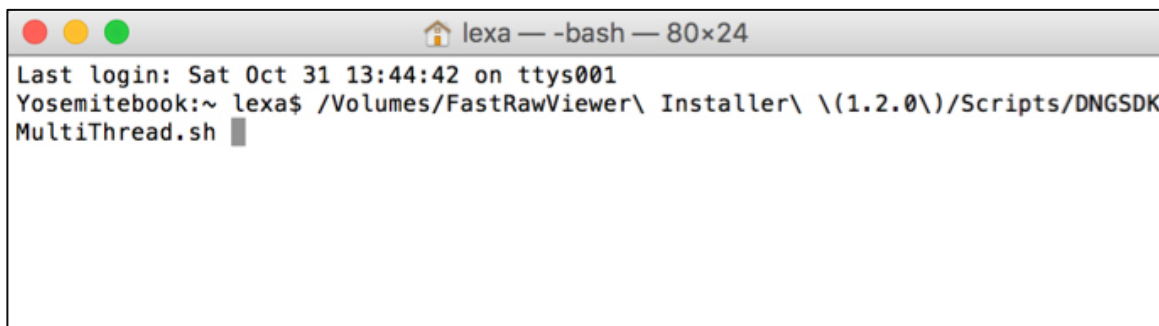 lexa — -bash — 80×24
Last login: Sat Oct 31 13:44:42 on ttys001
Yosemitebook:~ lexa$ /Volumes/FastRawViewer\ Installer\ \(1.2.0\)/Scripts/DNGSDK
MultiThread.sh